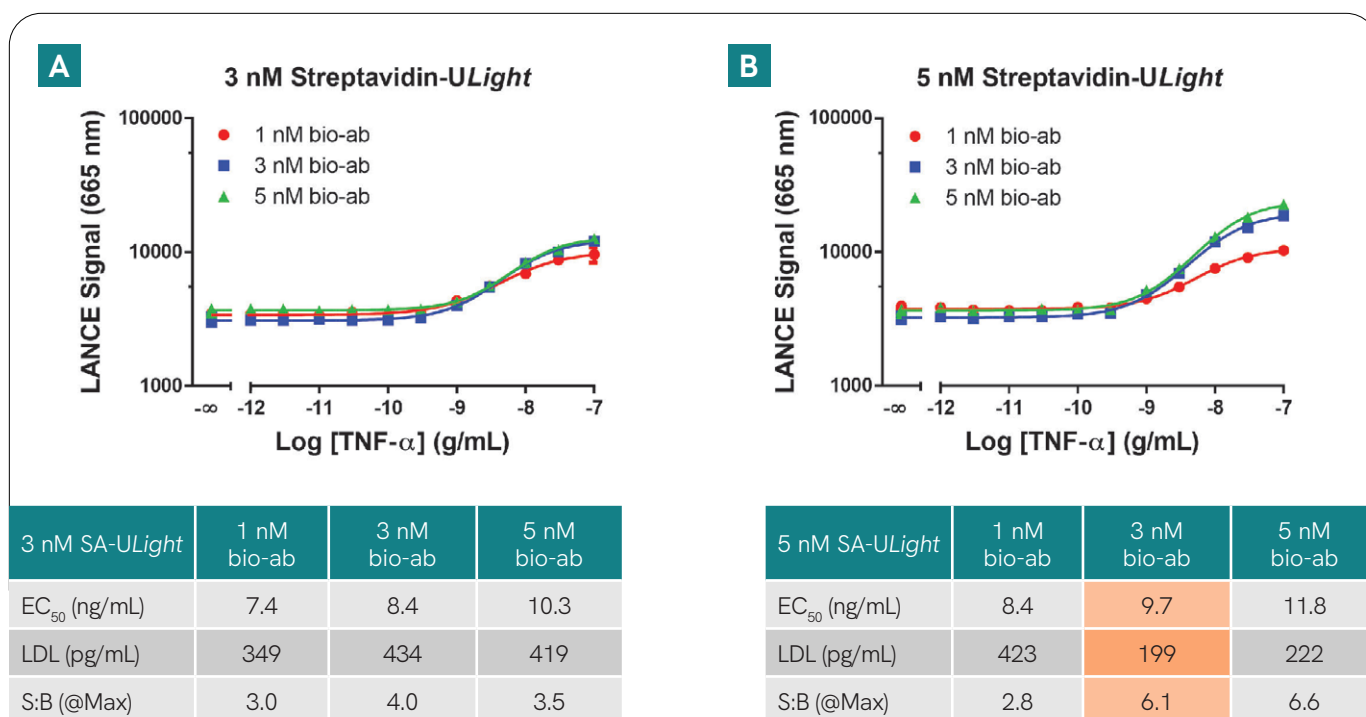 A
3 nM Streptavidin-ULight
LANCE Signal (665 nm)
100000
10000
1000
1 nM bio-ab
3 nM bio-ab
5 nM bio-ab
-∞ -12 -11 -10 -9 -8 -7
Log [TNF-α] (g/mL)
B
5 nM Streptavidin-ULight
LANCE Signal (665 nm)
100000
10000
1000
1 nM bio-ab
3 nM bio-ab
5 nM bio-ab
-∞ -12 -11 -10 -9 -8 -7
Log [TNF-α] (g/mL)
3 nM SA-ULight 1 nM bio-ab 3 nM bio-ab 5 nM bio-ab
EC50 (ng/mL) 7.4 8.4 10.3
LDL (pg/mL) 349 434 419
S:B (@Max) 3.0 4.0 3.5
5 nM SA-ULight 1 nM bio-ab 3 nM bio-ab 5 nM bio-ab
EC50 (ng/mL) 8.4 9.7 11.8
LDL (pg/mL) 423 199 222
S:B (@Max) 2.8 6.1 6.6